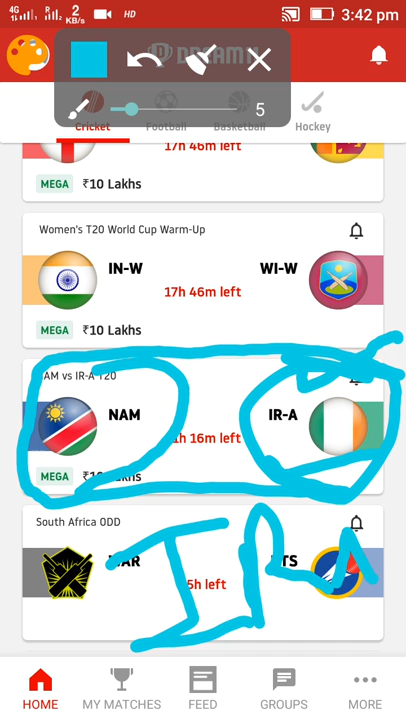 4G
R
2
KB/s
HD
3:42 pm
DREAM11
5
Cricket
Football
Basketball
Hockey
17h 46m left
MEGA ₹10 Lakhs
Women's T20 World Cup Warm-Up
IN-W
WI-W
17h 46m left
MEGA ₹10 Lakhs
vs IR-A T20
NAM
IR-A
1h 16m left
MEGA
South Africa ODD
5h left
HOME
MY MATCHES
FEED
GROUPS
MORE